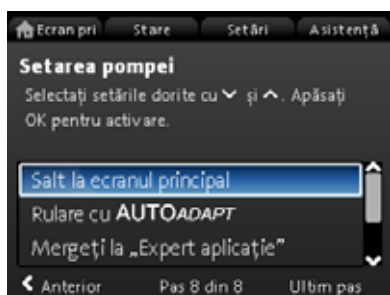 Ecran pri Stare Setări Asistență
Setarea pompei
Selectați setările dorite cu și . Apăsați
OK pentru activare.
Salt la ecranul principal
Rulare cu AUTOADAPT
Mergeți la „Expert aplicație”
Anterior Pas 8 din 8 Ultim pas